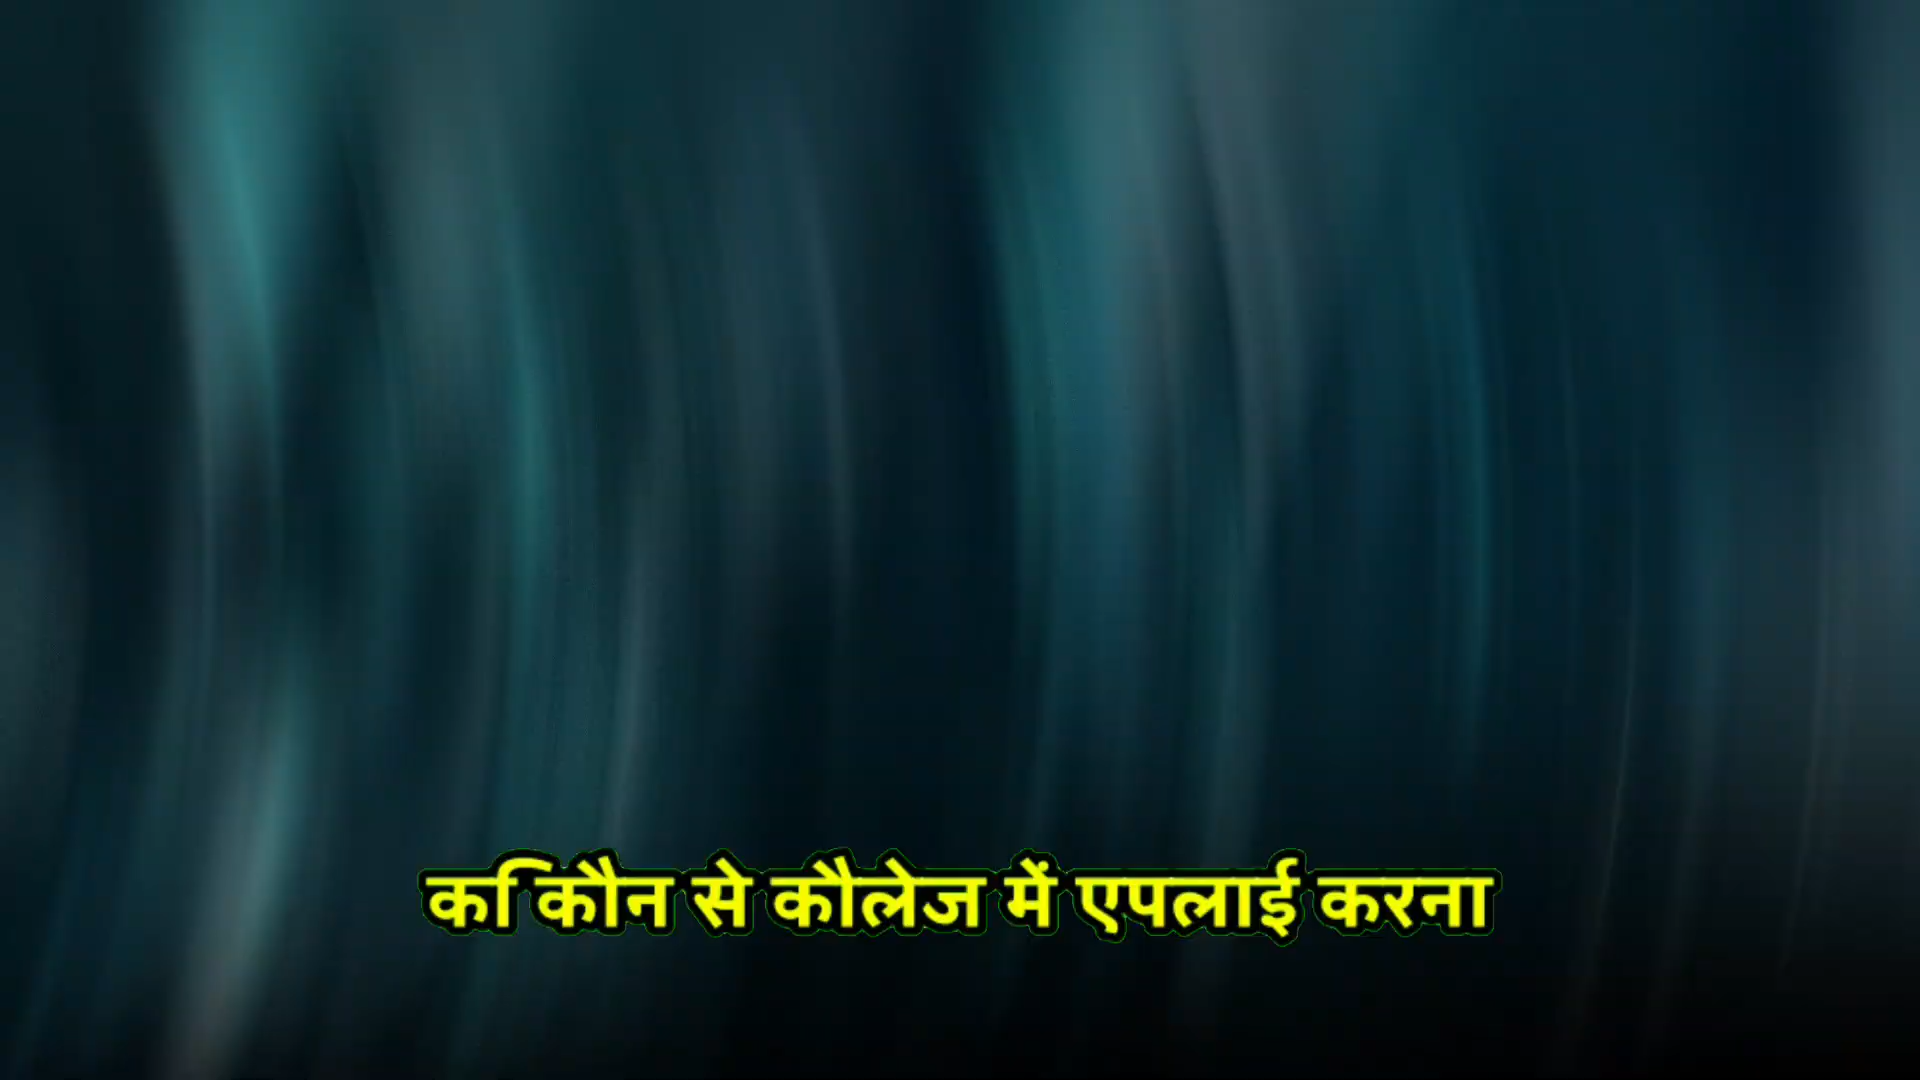 कि कौन से कौलेज में एपलाई करना